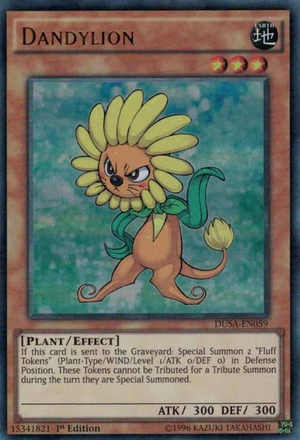 DANDYLION
EARTH
地
DUSA-EN059
[PLANT/EFFECT]
If this card is sent to the Graveyard: Special Summon 2 "Fluff
Tokens" (Plant-Type/WIND/Level 1/ATK 0/DEF 0) in Defense
Position. These Tokens cannot be Tributed for a Tribute Summon
during the turn they are Special Summoned.
ATK/ 300 DEF/ 300
15341821 1st Edition ©1996 KAZUKI TAKAHASHI